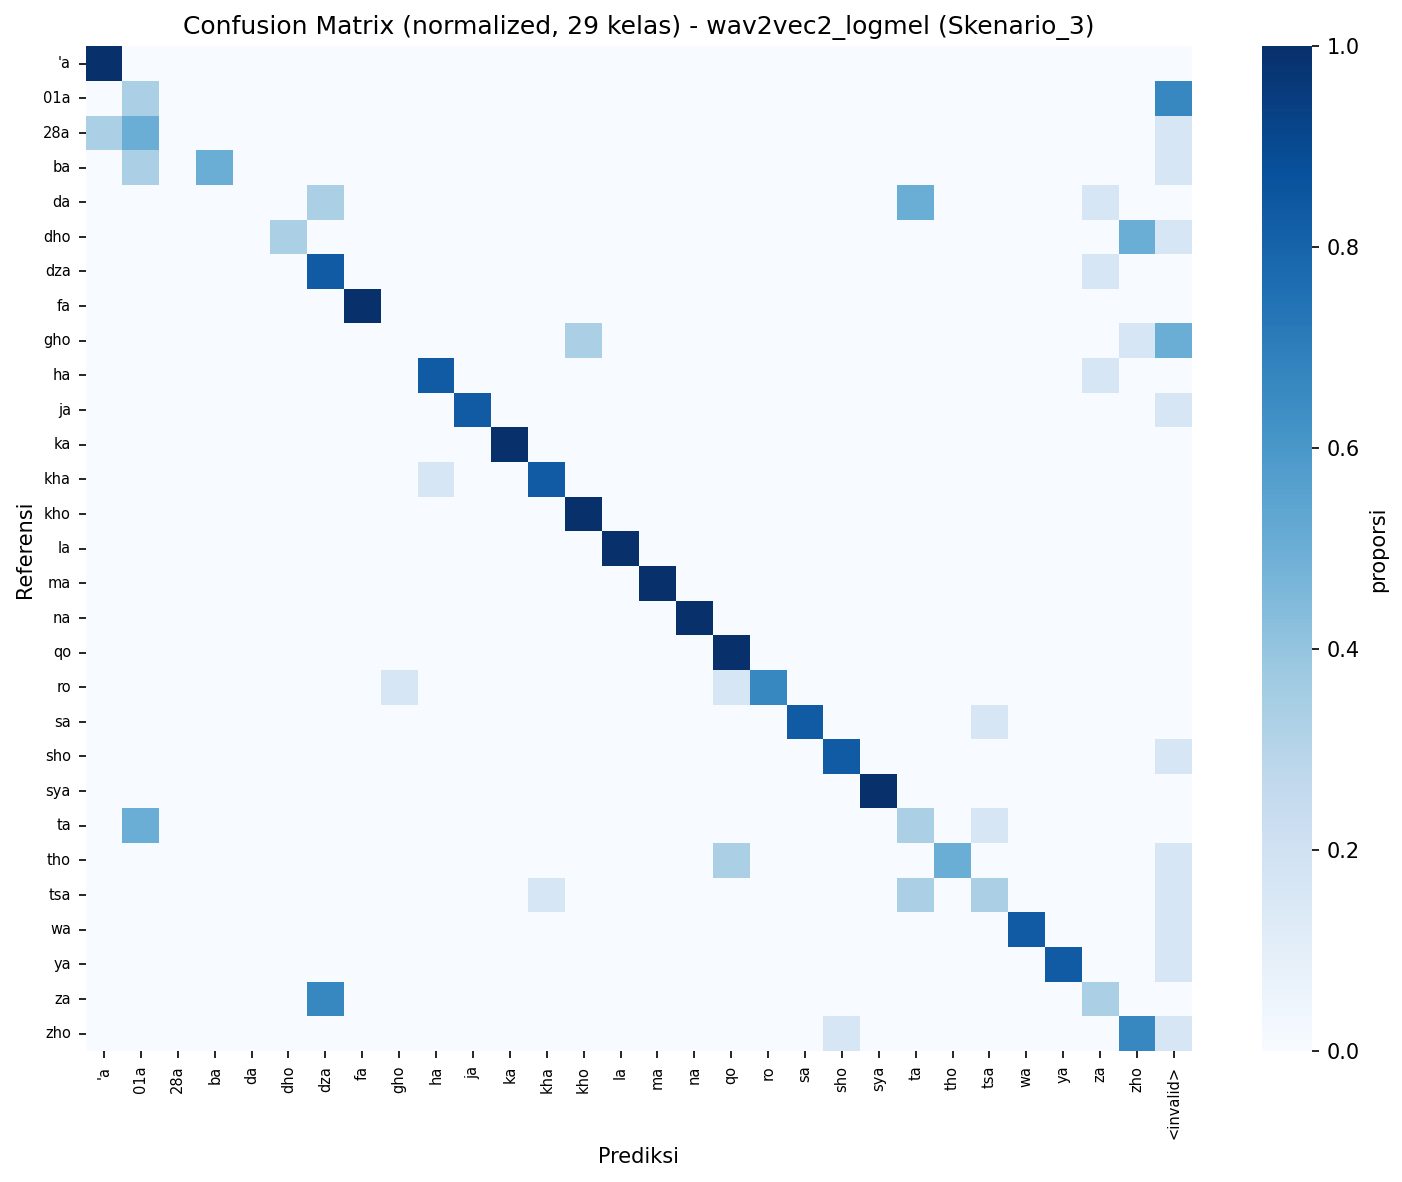 Confusion Matrix (normalized, 29 kelas) - wav2vec2_logmel (Skenario_3)
Referensi
'a
01a
28a
ba
da
dho
dza
fa
gho
ha
ja
ka
kha
kho
la
ma
na
qo
ro
sa
sho
sya
ta
tho
tsa
wa
ya
za
zho
'a 01a 28a ba da dho dza fa gho ha ja ka kha kho la ma na qo ro sa sho sya ta tho tsa wa ya za zho <invalid>
Prediksi
1.0
0.8
0.6
0.4
0.2
0.0
proporsi